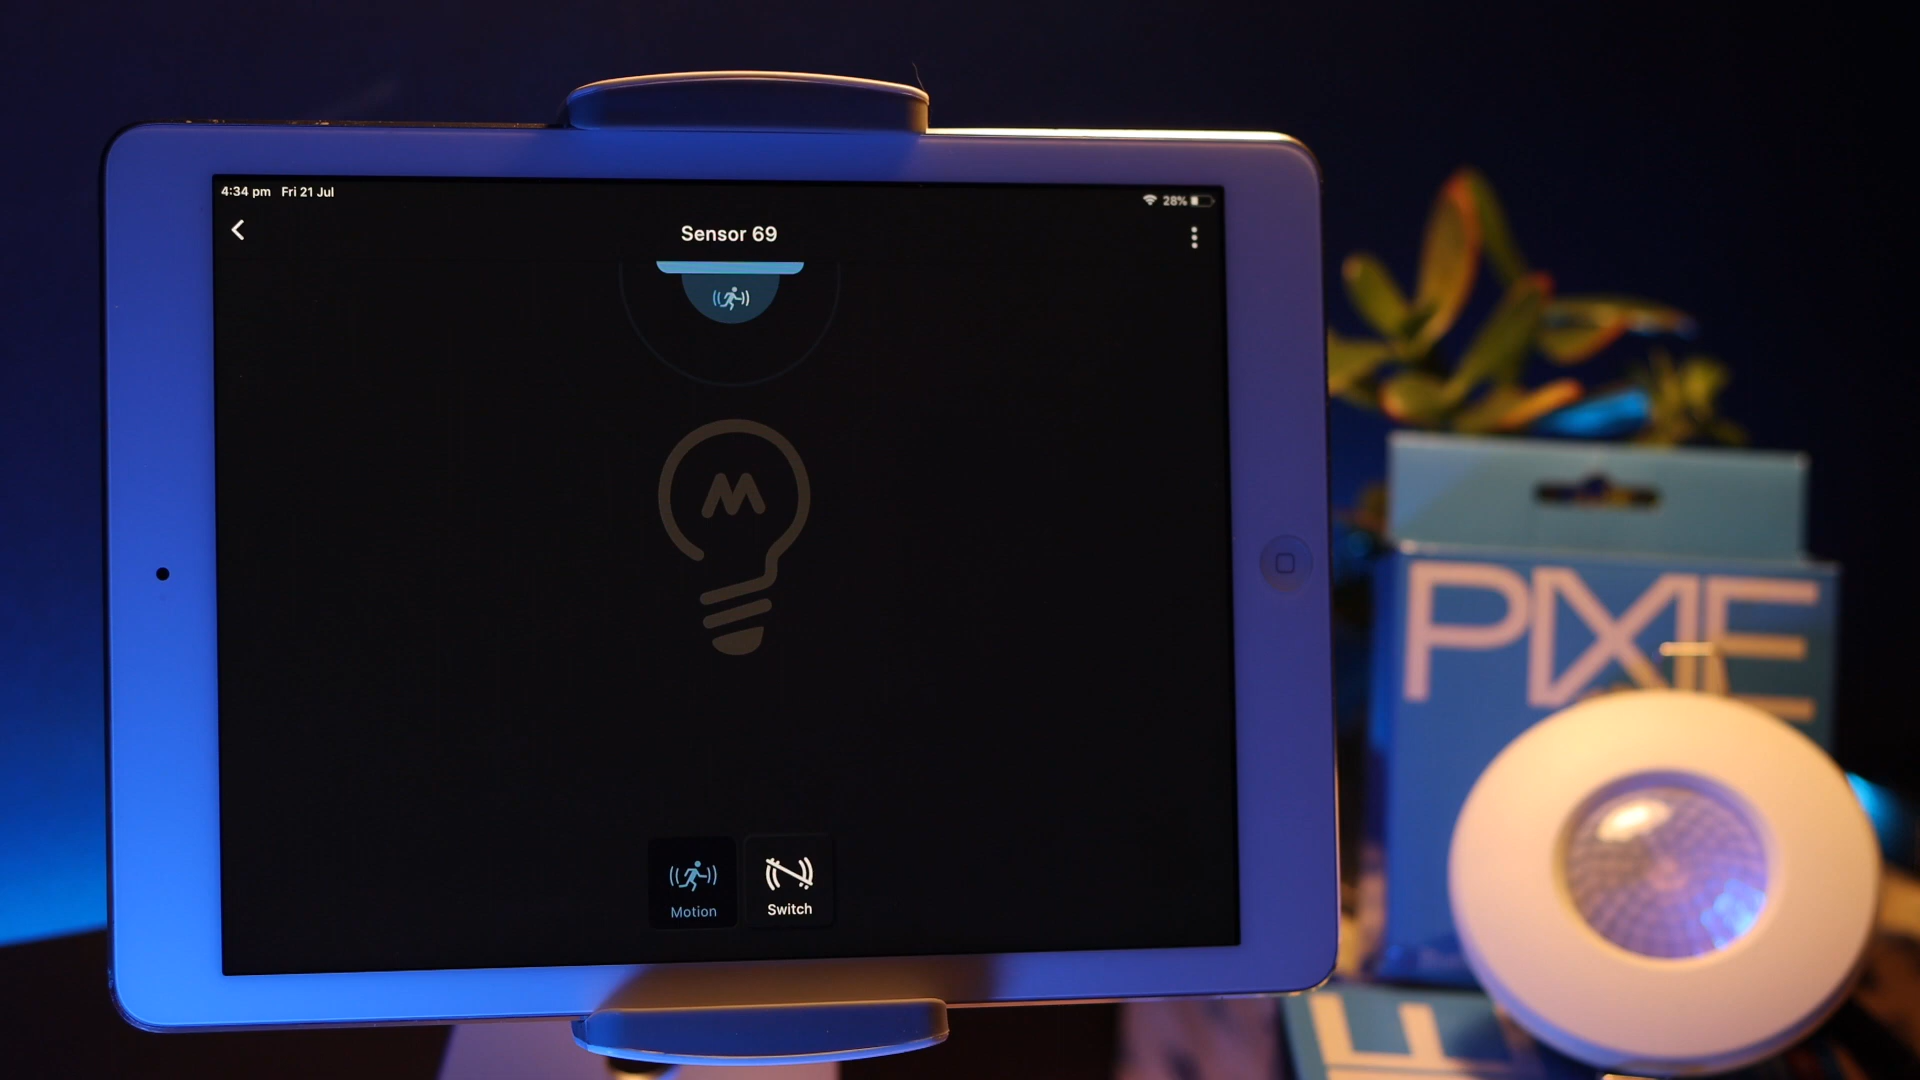 4:34 pm Fri 21 Jul
28%
Sensor 69
M
Motion
Switch
PIXIE